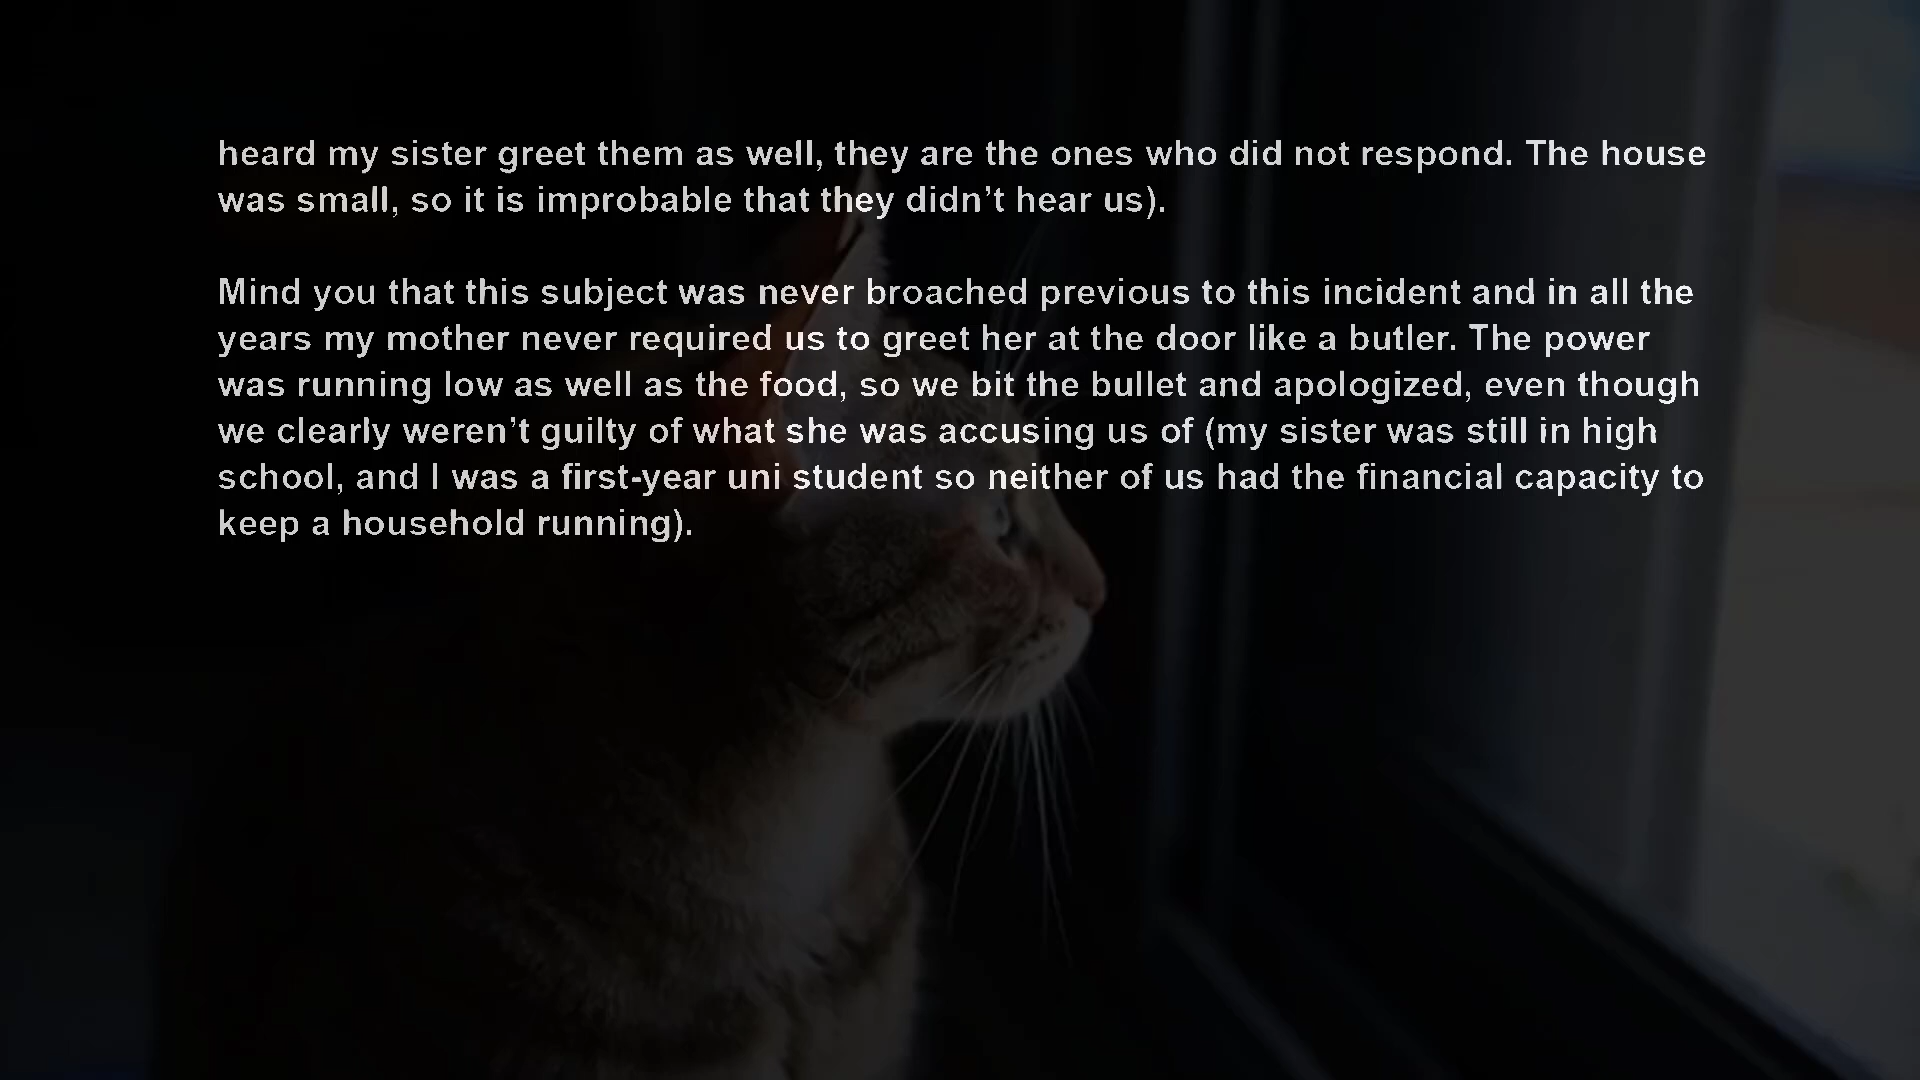 heard my sister greet them as well, they are the ones who did not respond. The house
was small, so it is improbable that they didn’t hear us).
Mind you that this subject was never broached previous to this incident and in all the
years my mother never required us to greet her at the door like a butler. The power
was running low as well as the food, so we bit the bullet and apologized, even though
we clearly weren’t guilty of what she was accusing us of (my sister was still in high
school, and I was a first-year uni student so neither of us had the financial capacity to
keep a household running).